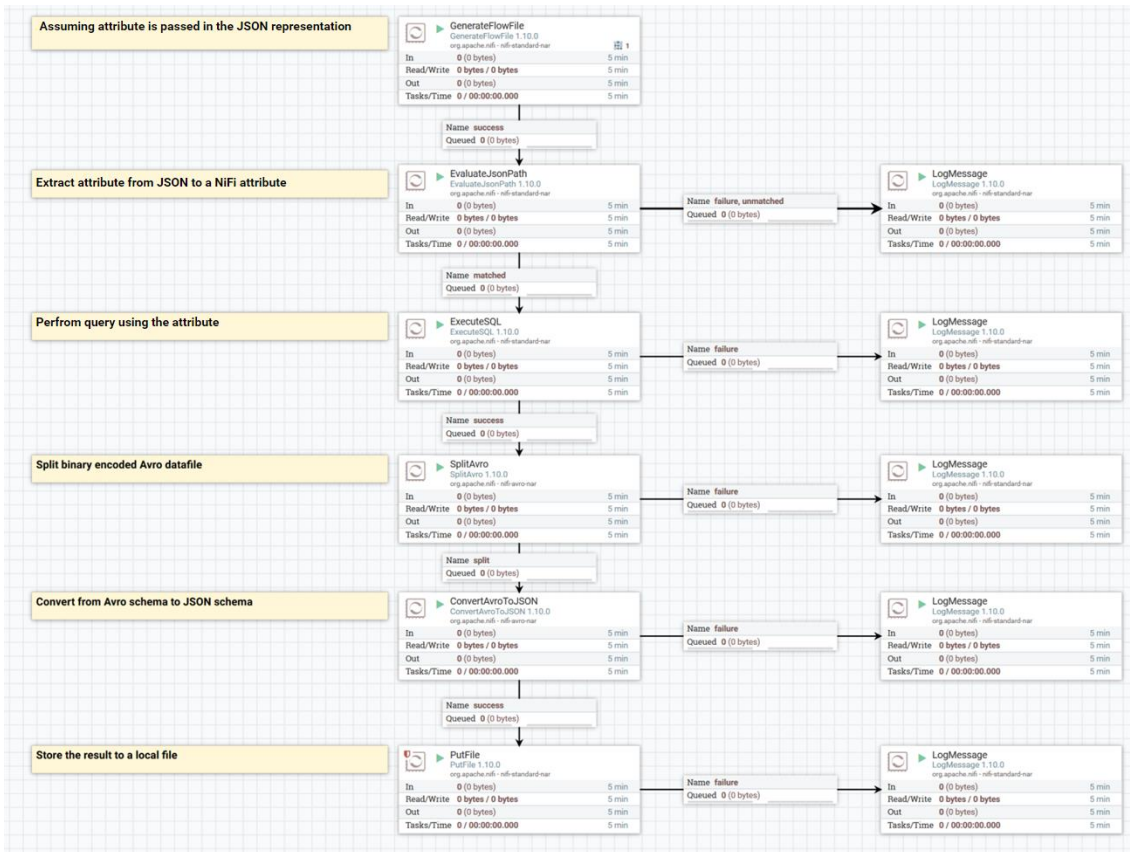 Assuming attribute is passed in the JSON representation
GenerateFlowFile
GenerateFlowFile 1.10.0
org.apache.nifi - nifi-standard-nar
1
In 0 (0 bytes) 5 min
Read/Write 0 bytes / 0 bytes 5 min
Out 0 (0 bytes) 5 min
Tasks/Time 0 / 00:00:00.000 5 min
Name success
Queued 0 (0 bytes)
Extract attribute from JSON to a NiFi attribute
EvaluateJsonPath
EvaluateJsonPath 1.10.0
org.apache.nifi - nifi-standard-nar
In 0 (0 bytes) 5 min
Read/Write 0 bytes / 0 bytes 5 min
Out 0 (0 bytes) 5 min
Tasks/Time 0 / 00:00:00.000 5 min
Name failure, unmatched
Queued 0 (0 bytes)
LogMessage
LogMessage 1.10.0
org.apache.nifi - nifi-standard-nar
In 0 (0 bytes) 5 min
Read/Write 0 bytes / 0 bytes 5 min
Out 0 (0 bytes) 5 min
Tasks/Time 0 / 00:00:00.000 5 min
Name matched
Queued 0 (0 bytes)
Perfrom query using the attribute
ExecuteSQL
ExecuteSQL 1.10.0
org.apache.nifi - nifi-standard-nar
In 0 (0 bytes) 5 min
Read/Write 0 bytes / 0 bytes 5 min
Out 0 (0 bytes) 5 min
Tasks/Time 0 / 00:00:00.000 5 min
Name failure
Queued 0 (0 bytes)
LogMessage
LogMessage 1.10.0
org.apache.nifi - nifi-standard-nar
In 0 (0 bytes) 5 min
Read/Write 0 bytes / 0 bytes 5 min
Out 0 (0 bytes) 5 min
Tasks/Time 0 / 00:00:00.000 5 min
Name success
Queued 0 (0 bytes)
Split binary encoded Avro datafile
SplitAvro
SplitAvro 1.10.0
org.apache.nifi - nifi-avro-nar
In 0 (0 bytes) 5 min
Read/Write 0 bytes / 0 bytes 5 min
Out 0 (0 bytes) 5 min
Tasks/Time 0 / 00:00:00.000 5 min
Name failure
Queued 0 (0 bytes)
LogMessage
LogMessage 1.10.0
org.apache.nifi - nifi-standard-nar
In 0 (0 bytes) 5 min
Read/Write 0 bytes / 0 bytes 5 min
Out 0 (0 bytes) 5 min
Tasks/Time 0 / 00:00:00.000 5 min
Name split
Queued 0 (0 bytes)
Convert from Avro schema to JSON schema
ConvertAvroToJSON
ConvertAvroToJSON 1.10.0
org.apache.nifi - nifi-avro-nar
In 0 (0 bytes) 5 min
Read/Write 0 bytes / 0 bytes 5 min
Out 0 (0 bytes) 5 min
Tasks/Time 0 / 00:00:00.000 5 min
Name failure
Queued 0 (0 bytes)
LogMessage
LogMessage 1.10.0
org.apache.nifi - nifi-standard-nar
In 0 (0 bytes) 5 min
Read/Write 0 bytes / 0 bytes 5 min
Out 0 (0 bytes) 5 min
Tasks/Time 0 / 00:00:00.000 5 min
Name success
Queued 0 (0 bytes)
Store the result to a local file
PutFile
PutFile 1.10.0
org.apache.nifi - nifi-standard-nar
In 0 (0 bytes) 5 min
Read/Write 0 bytes / 0 bytes 5 min
Out 0 (0 bytes) 5 min
Tasks/Time 0 / 00:00:00.000 5 min
Name failure
Queued 0 (0 bytes)
LogMessage
LogMessage 1.10.0
org.apache.nifi - nifi-standard-nar
In 0 (0 bytes) 5 min
Read/Write 0 bytes / 0 bytes 5 min
Out 0 (0 bytes) 5 min
Tasks/Time 0 / 00:00:00.000 5 min